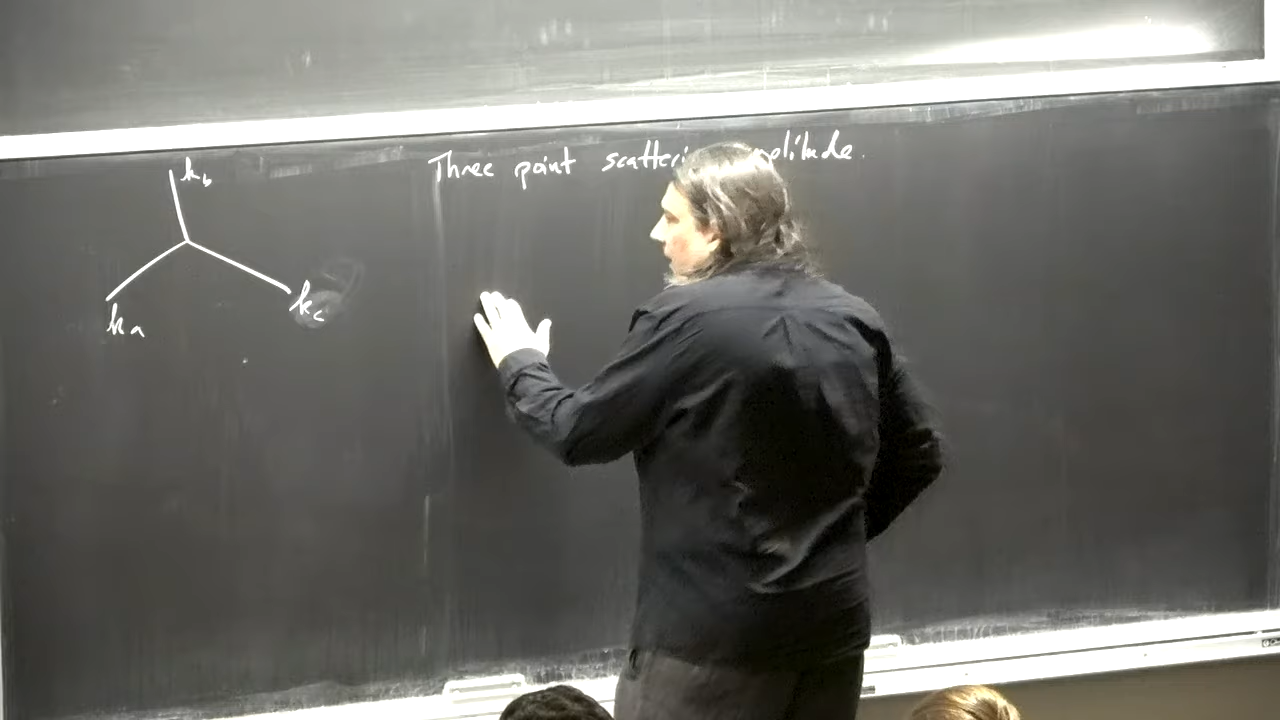 Three point
k_b
k_a
k_c